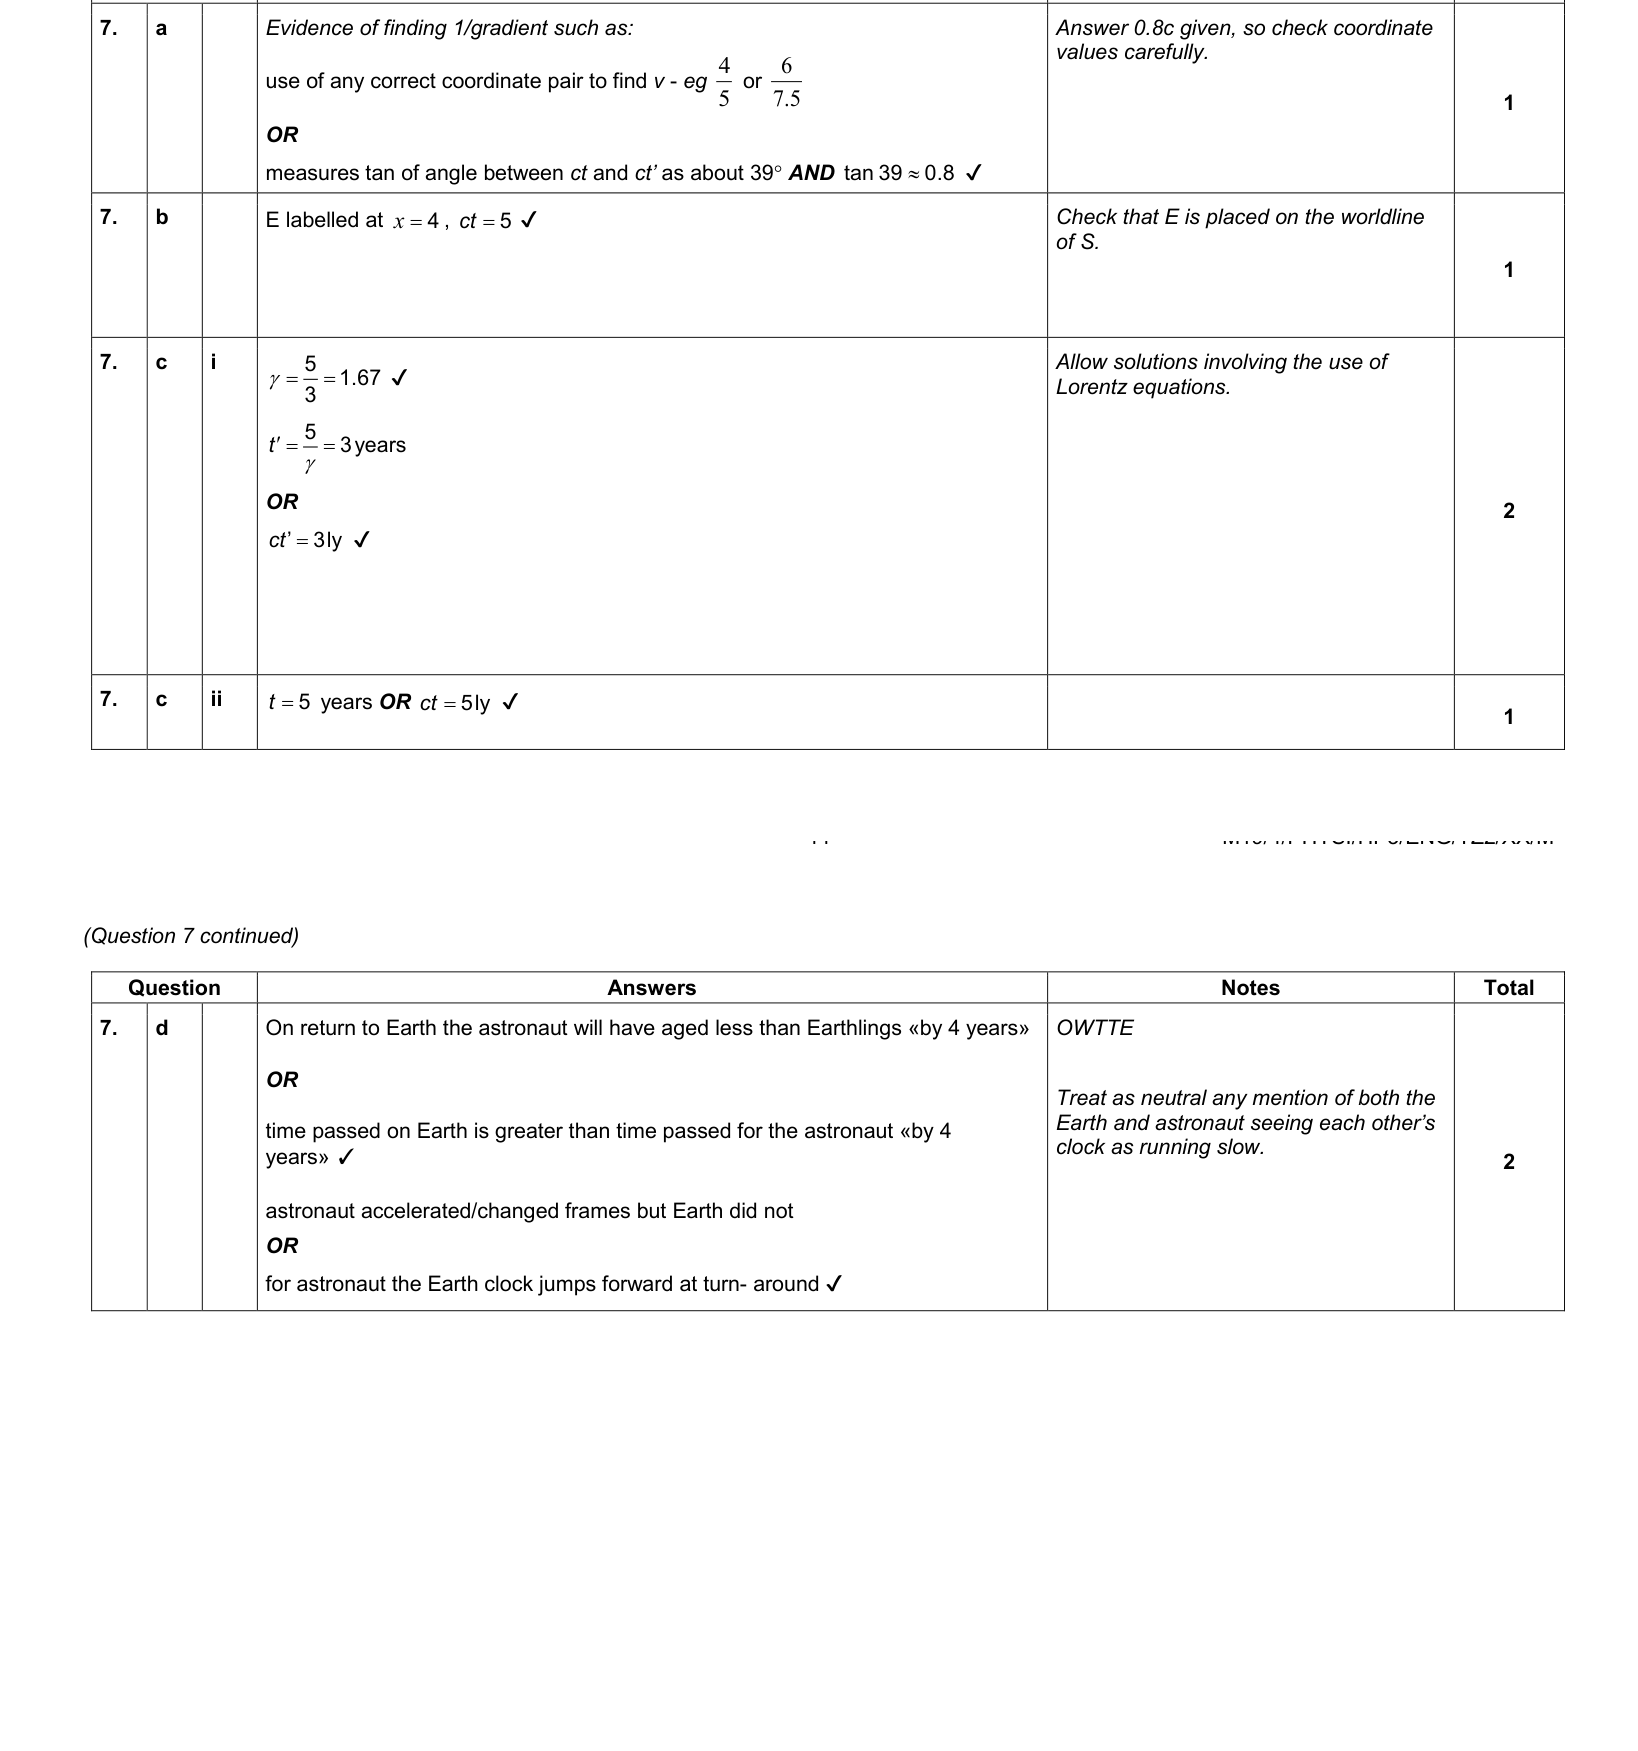 7. a Evidence of finding 1/gradient such as: Answer 0.8c given, so check coordinate
values carefully.
use of any correct coordinate pair to find v - eg 4/5 or 6/7.5
1
OR
measures tan of angle between ct and ct’ as about 39° AND tan 39 ≈ 0.8 ✓
7. b E labelled at x = 4 , ct = 5 ✓ Check that E is placed on the worldline
of S.
1
7. c i γ = 5/3 = 1.67 ✓ Allow solutions involving the use of
Lorentz equations.
t′ = 5/γ = 3 years
OR
2
ct’ = 3 ly ✓
7. c ii t = 5 years OR ct = 5 ly ✓
1
(Question 7 continued)
Question Answers Notes Total
7. d On return to Earth the astronaut will have aged less than Earthlings «by 4 years» OWTTE
OR
Treat as neutral any mention of both the
Earth and astronaut seeing each other’s
clock as running slow.
time passed on Earth is greater than time passed for the astronaut «by 4
years» ✓
2
astronaut accelerated/changed frames but Earth did not
OR
for astronaut the Earth clock jumps forward at turn- around ✓